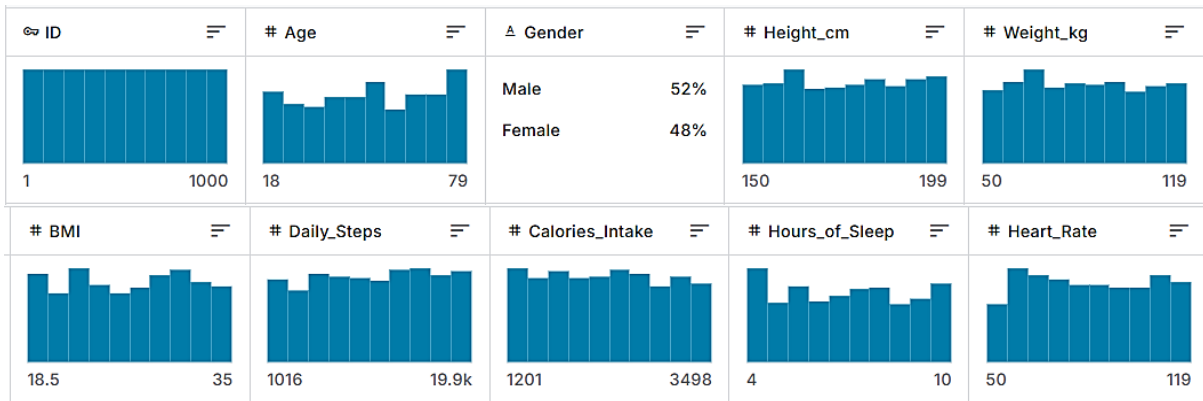 ID
Age
Gender
Height_cm
Weight_kg
Male 52%
Female 48%
1 1000
18 79
150 199
50 119
BMI
Daily_Steps
Calories_Intake
Hours_of_Sleep
Heart_Rate
18.5 35
1016 19.9k
1201 3498
4 10
50 119